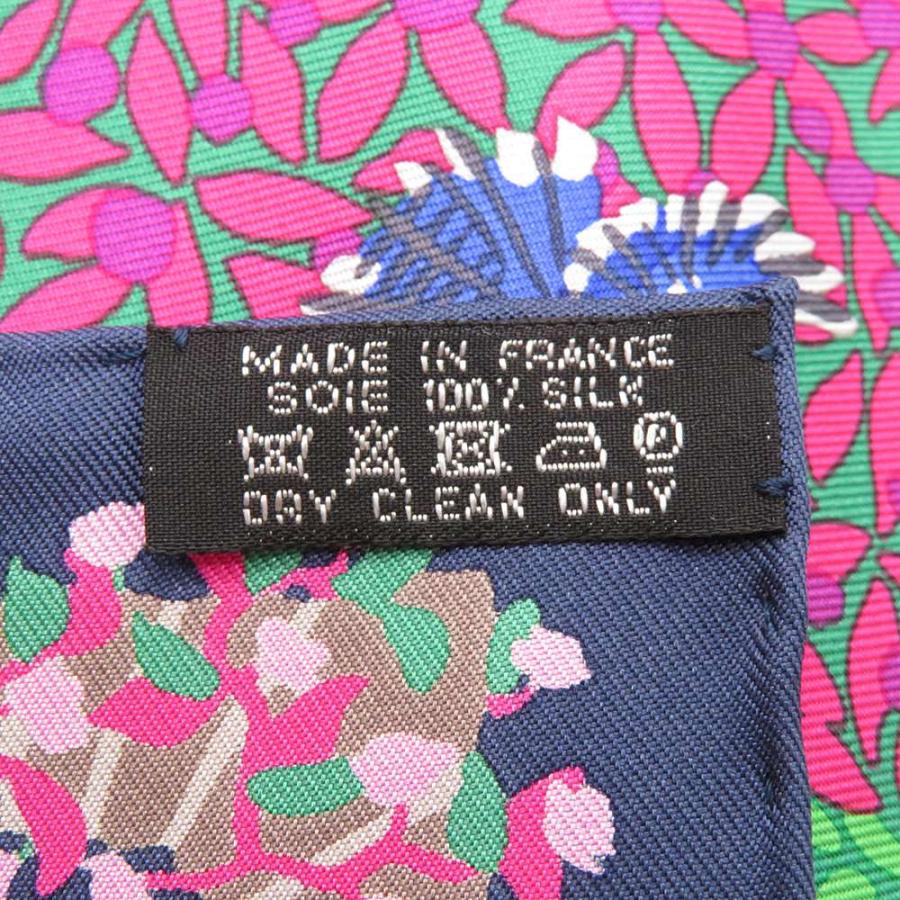 MADE IN FRANCE
SOIE 100% SILK
P
DRY CLEAN ONLY